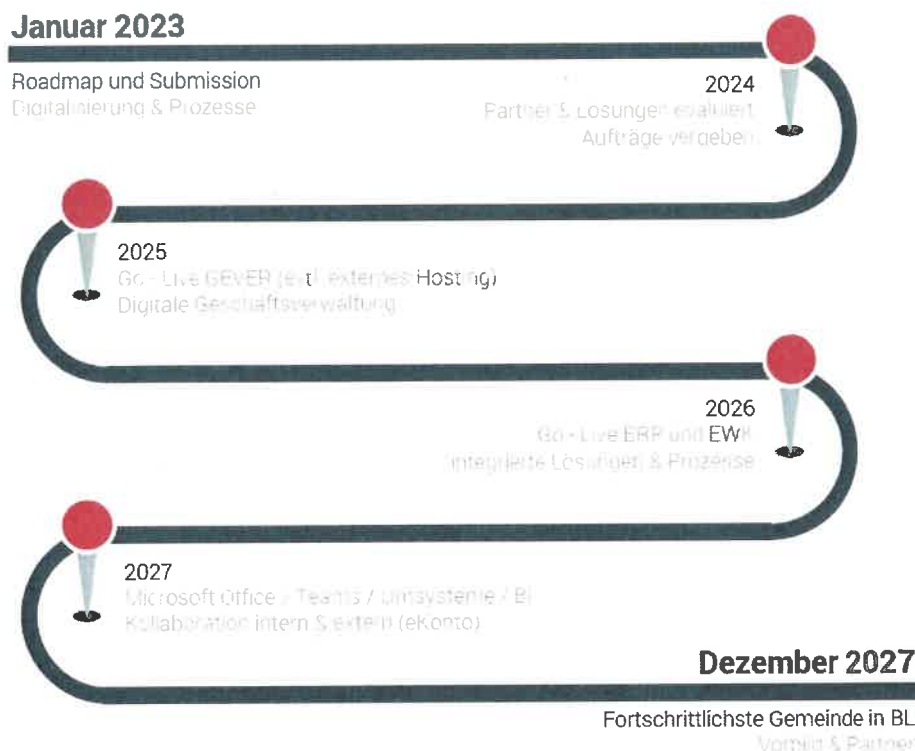 Januar 2023
Roadmap und Submission
Digitalisierung & Prozesse
2024
Partner & Lösungen evaluiert
Aufträge vergeben
2025
Go - Live GEVER (evtl. externes Hosting)
Digitale Geschäftsverwaltung
2026
Go - Live ERP und EWK
Integrierte Lösungen & Prozesse
2027
Microsoft Office / Teams / Umsysteme / BI
Kollaboration intern & extern (eKonto)
Dezember 2027
Fortschrittlichste Gemeinde in BL
Vorbild & Partner